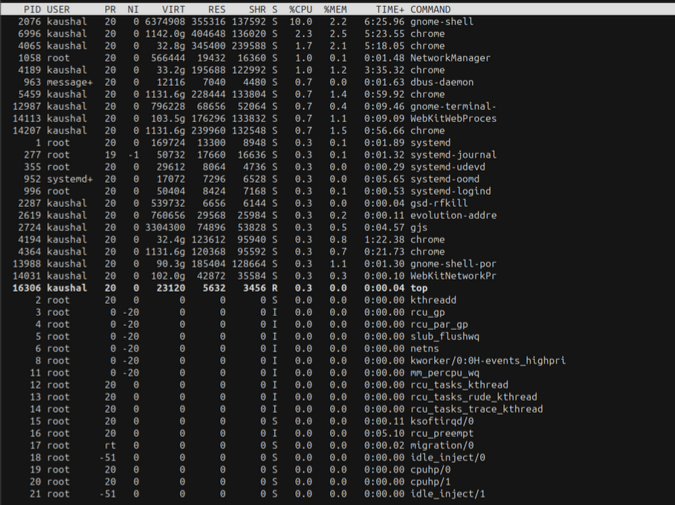 PID USER PR NI VIRT RES SHR S %CPU %MEM TIME+ COMMAND
2076 kaushal 20 0 6374908 355316 137592 S 10.0 2.2 6:25.96 gnome-shell
6996 kaushal 20 0 1142.0g 404648 136020 S 2.3 2.5 5:23.55 chrome
4065 kaushal 20 0 32.8g 345400 239588 S 1.7 2.1 5:18.05 chrome
1058 root 20 0 566444 19432 16360 S 1.0 0.1 0:01.48 NetworkManager
4189 kaushal 20 0 33.2g 195688 122992 S 1.0 1.2 3:35.32 chrome
963 message+ 20 0 12116 7040 4480 S 0.7 0.0 0:01.63 dbus-daemon
5459 kaushal 20 0 1131.6g 228444 133804 S 0.7 1.4 0:59.92 chrome
12987 kaushal 20 0 796228 68656 52064 S 0.7 0.4 0:09.46 gnome-terminal-
14113 kaushal 20 0 103.5g 176296 133832 S 0.7 1.1 0:09.09 WebKitWebProces
14207 kaushal 20 0 1131.6g 239960 132548 S 0.7 1.5 0:56.66 chrome
1 root 20 0 169724 13300 8948 S 0.3 0.1 0:01.89 systemd
277 root 19 -1 50732 17660 16636 S 0.3 0.1 0:01.32 systemd-journal
355 root 20 0 29612 8064 4736 S 0.3 0.0 0:00.29 systemd-udevd
952 systemd+ 20 0 17072 7296 6528 S 0.3 0.0 0:05.65 systemd-oomd
996 root 20 0 50404 8424 7168 S 0.3 0.1 0:00.53 systemd-logind
2287 kaushal 20 0 539732 6656 6144 S 0.3 0.0 0:00.04 gsd-rfkill
2619 kaushal 20 0 760656 29568 25984 S 0.3 0.2 0:00.11 evolution-addre
2724 kaushal 20 0 3304300 74896 53828 S 0.3 0.5 0:04.57 gjs
4194 kaushal 20 0 32.4g 123612 95940 S 0.3 0.8 1:22.38 chrome
4364 kaushal 20 0 1131.6g 120368 95592 S 0.3 0.7 0:21.73 chrome
13988 kaushal 20 0 90.3g 185404 128664 S 0.3 1.1 0:01.30 gnome-shell-por
14031 kaushal 20 0 102.0g 42872 35584 S 0.3 0.3 0:00.10 WebKitNetworkPr
16306 kaushal 20 0 23120 5632 3456 R 0.3 0.0 0:00.04 top
2 root 20 0 0 0 0 S 0.0 0.0 0:00.00 kthreadd
3 root 0 -20 0 0 0 I 0.0 0.0 0:00.00 rcu_gp
4 root 0 -20 0 0 0 I 0.0 0.0 0:00.00 rcu_par_gp
5 root 0 -20 0 0 0 I 0.0 0.0 0:00.00 slub_flushwq
6 root 0 -20 0 0 0 I 0.0 0.0 0:00.00 netns
8 root 0 -20 0 0 0 I 0.0 0.0 0:00.00 kworker/0:0H-events_highpri
11 root 0 -20 0 0 0 I 0.0 0.0 0:00.00 mm_percpu_wq
12 root 20 0 0 0 0 I 0.0 0.0 0:00.00 rcu_tasks_kthread
13 root 20 0 0 0 0 I 0.0 0.0 0:00.00 rcu_tasks_rude_kthread
14 root 20 0 0 0 0 I 0.0 0.0 0:00.00 rcu_tasks_trace_kthread
15 root 20 0 0 0 0 S 0.0 0.0 0:00.11 ksoftirqd/0
16 root 20 0 0 0 0 I 0.0 0.0 0:05.10 rcu_preempt
17 root rt 0 0 0 0 S 0.0 0.0 0:00.02 migration/0
18 root -51 0 0 0 0 S 0.0 0.0 0:00.00 idle_inject/0
19 root 20 0 0 0 0 S 0.0 0.0 0:00.00 cpuhp/0
20 root 20 0 0 0 0 S 0.0 0.0 0:00.00 cpuhp/1
21 root -51 0 0 0 0 S 0.0 0.0 0:00.00 idle_inject/1